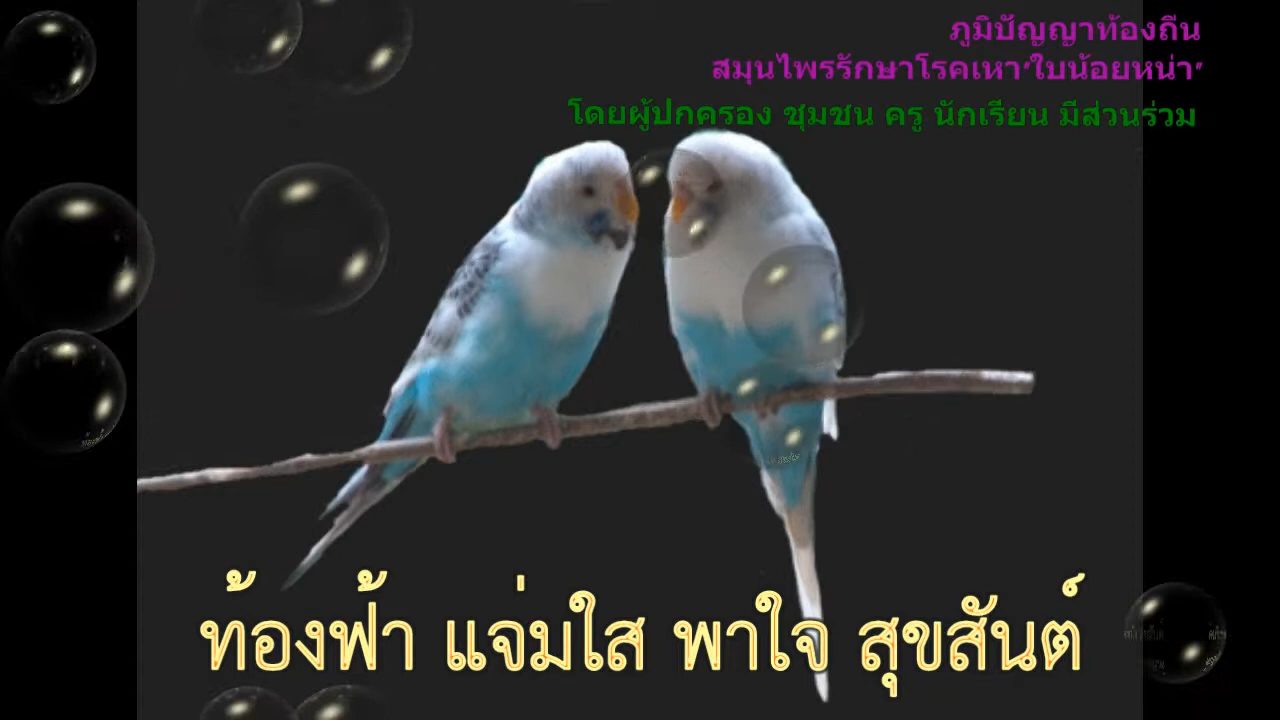 ภูมิปัญญาท้องถีน
สมุนไพรรักษาโรคเหา"ใบน้อยหน่า"
โดยผู้ปกครอง ชุมชน ครู นักเรียน มีส่วนร่วม
ท้องฟ้า แจ่มใส พาใจ สุขสันต์